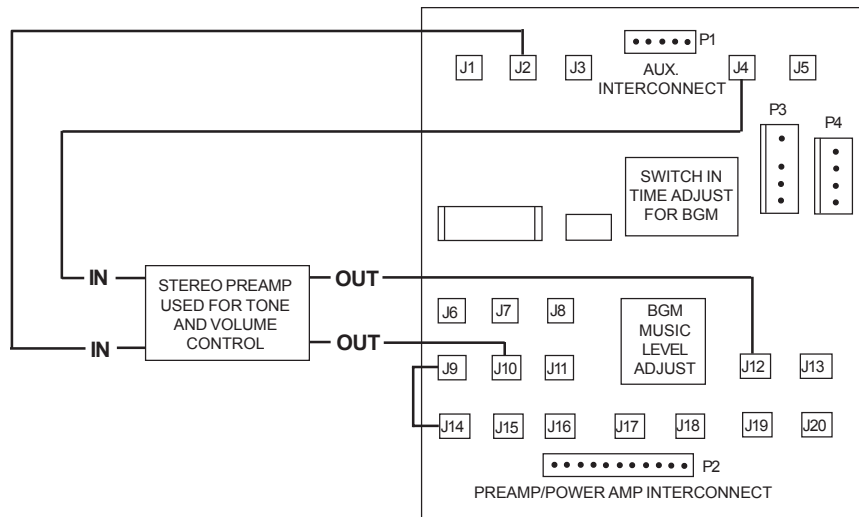 P1
J1 J2 J3 J4 J5
AUX.
INTERCONNECT
P3
P4
SWITCH IN
TIME ADJUST
FOR BGM
IN
STEREO PREAMP
USED FOR TONE
AND VOLUME
CONTROL
OUT
IN
OUT
J6 J7 J8
BGM
MUSIC
LEVEL
ADJUST
J9 J10 J11 J12 J13
J14 J15 J16 J17 J18 J19 J20
P2
PREAMP/POWER AMP INTERCONNECT